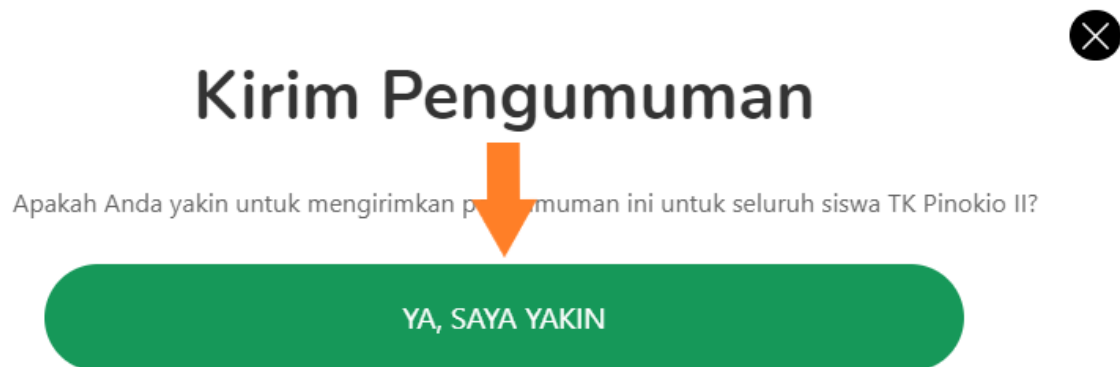 Kirim Pengumuman
Apakah Anda yakin untuk mengirimkan ini untuk seluruh siswa TK Pinokio II?
YA, SAYA YAKIN